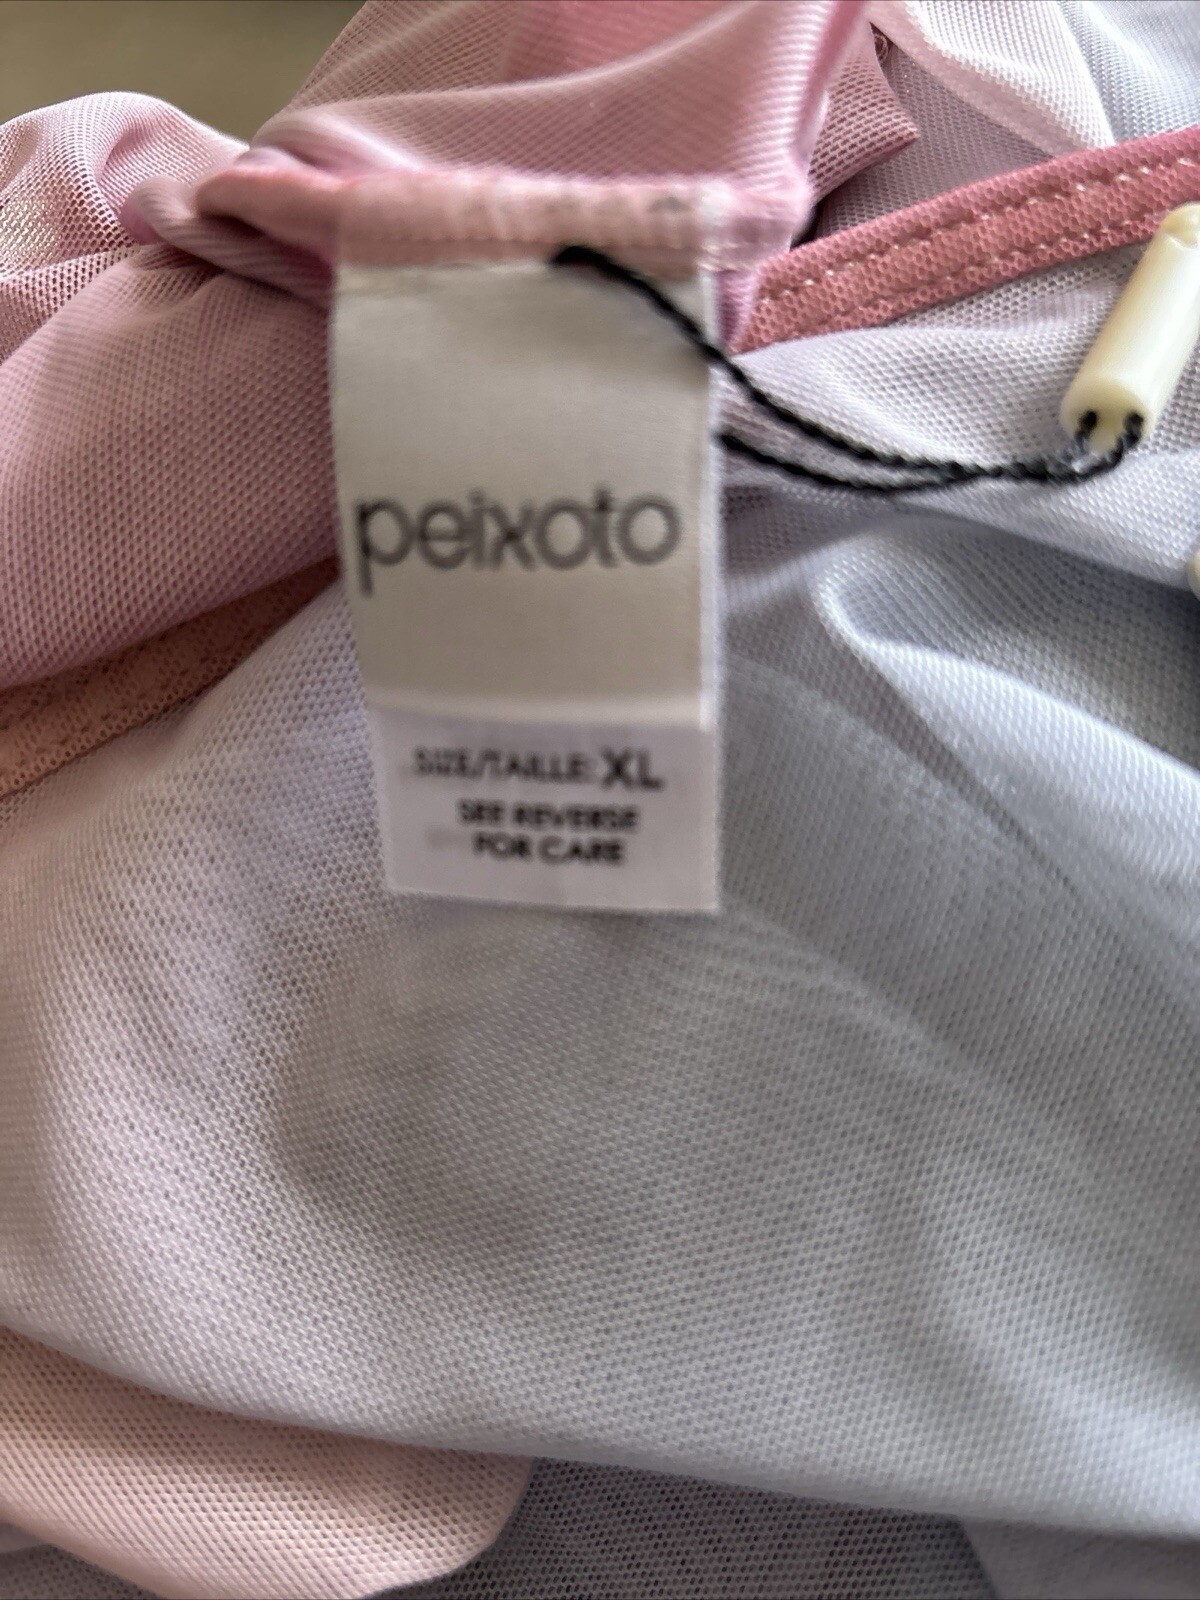 peixoto
SIZE/TAILLE: XL
SEE REVERSE
FOR CARE